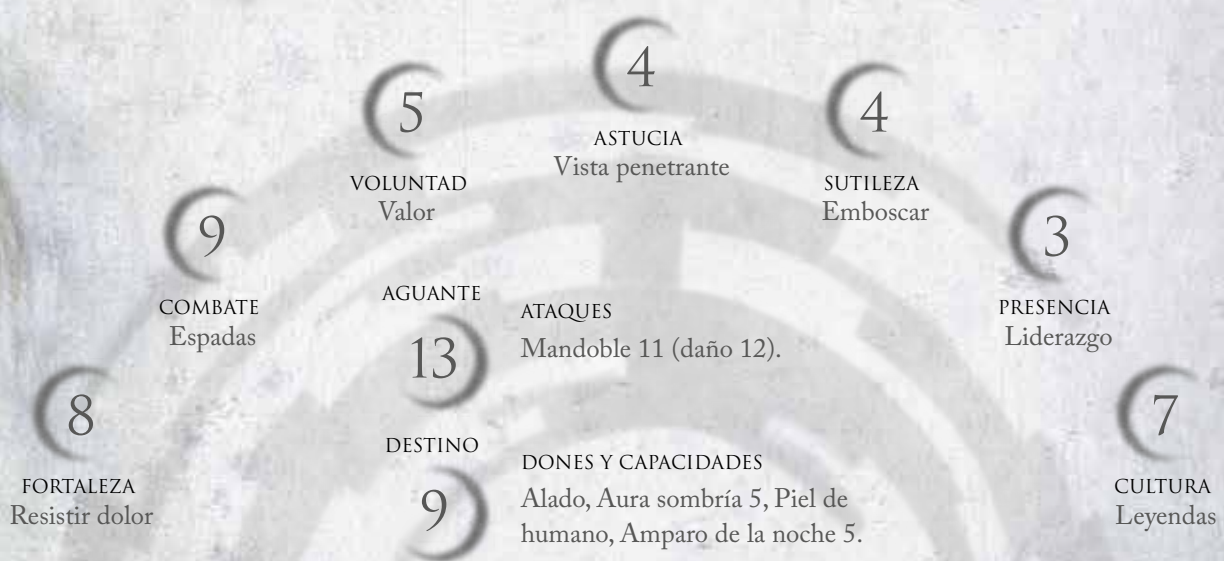 4
ASTUCIA
Vista penetrante
5
VOLUNTAD
Valor
4
SUTILEZA
Emboscar
9
COMBATE
Espadas
3
PRESENCIA
Liderazgo
8
FORTALEZA
Resistir dolor
7
CULTURA
Leyendas
AGUANTE
13
DESTINO
9
ATAQUES
Mandoble 11 (daño 12).
DONES Y CAPACIDADES
Alado, Aura sombría 5, Piel de
humano, Amparo de la noche 5.